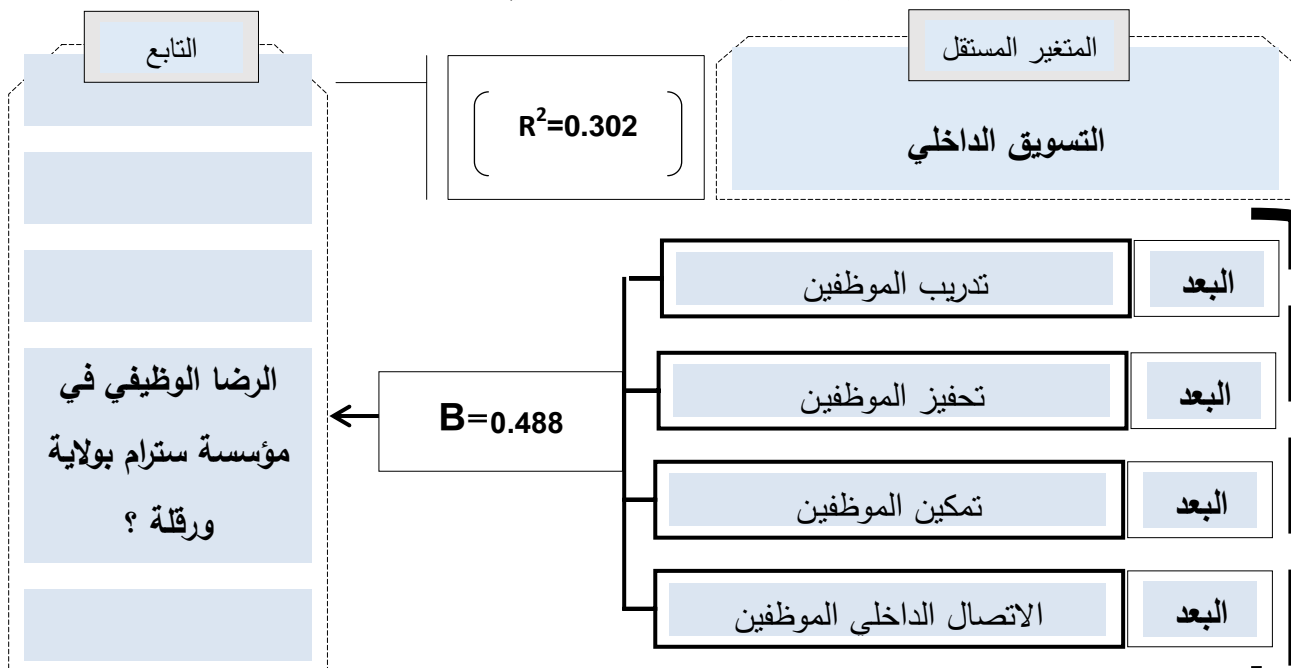 المتغير المستقل
التابع
التسويق الداخلي
R²=0.302
البعد
تدريب الموظفين
البعد
تحفيز الموظفين
B=0.488
الرضا الوظيفي في
مؤسسة سترام بولاية
ورقلة ؟
البعد
تمكين الموظفين
البعد
الاتصال الداخلي الموظفين